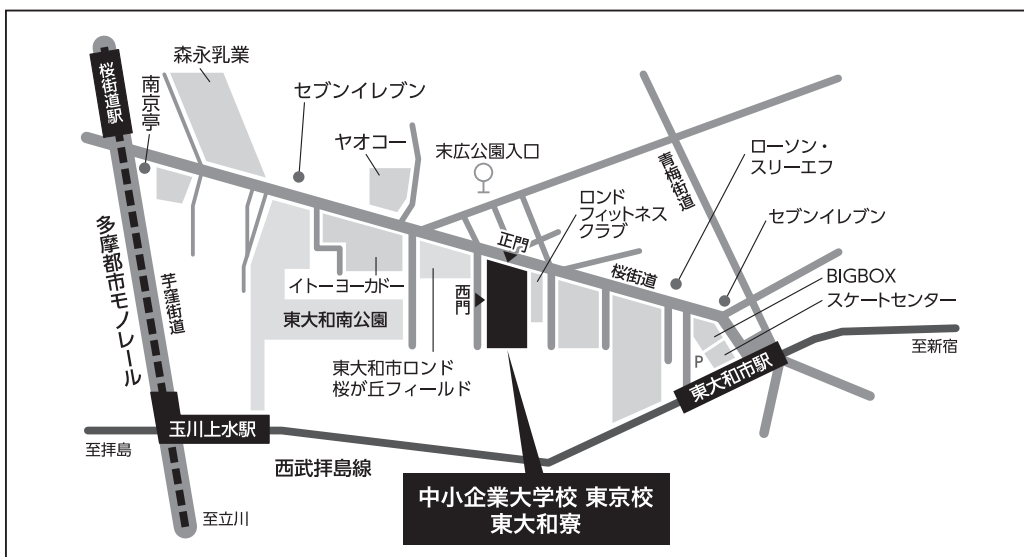 森永乳業
桜街道駅
南京亭
セブンイレブン
ヤオコー
末広公園入口
ローソン・
スリーエフ
青梅街道
ロンド
フィットネス
クラブ
正門
セブンイレブン
桜街道
BIGBOX
スケートセンター
多摩都市モノレール
芋窪街道
イトーヨーカドー
西門
東大和南公園
至新宿
P
東大和市駅
東大和市ロンド
桜が丘フィールド
玉川上水駅
至拝島
西武拝島線
至立川
中小企業大学校 東京校
東大和寮